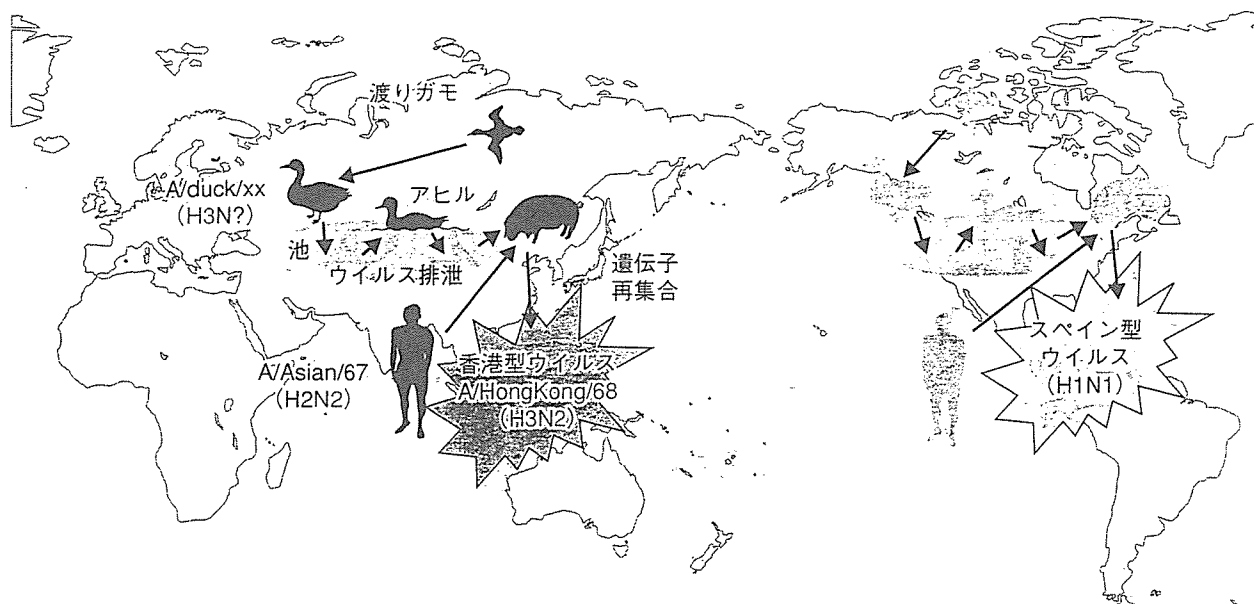 渡りガモ
A/duck/xx
（H3N?）
アヒル
池
ウイルス排泄
遺伝子
再集合
A/Asian/67
（H2N2）
香港型ウイルス
A/HongKong/68
（H3N2）
スペイン型
ウイルス
（H1N1）